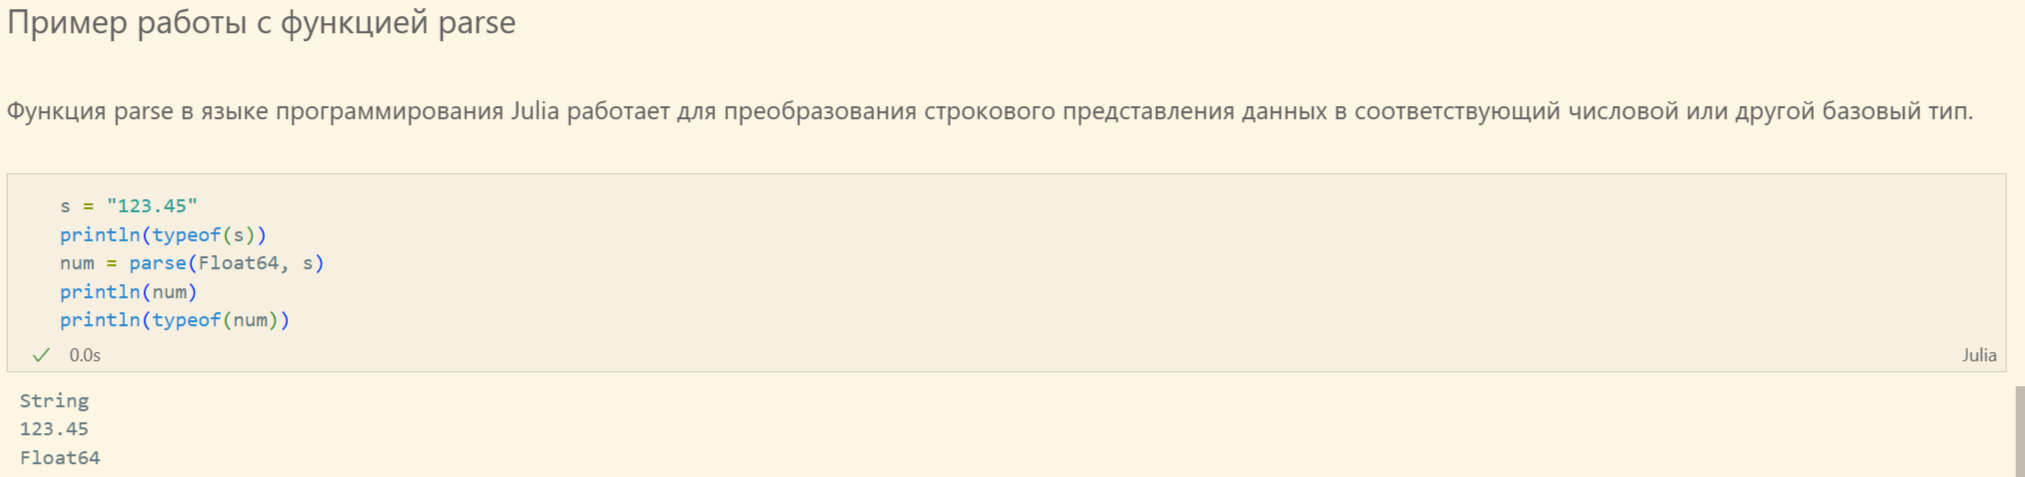 Пример работы с функцией parse
Функция parse в языке программирования Julia работает для преобразования строкового представления данных в соответствующий числовой или другой базовый тип.
s = "123.45"
println(typeof(s))
num = parse(Float64, s)
println(num)
println(typeof(num))
0.0s
Julia
String
123.45
Float64